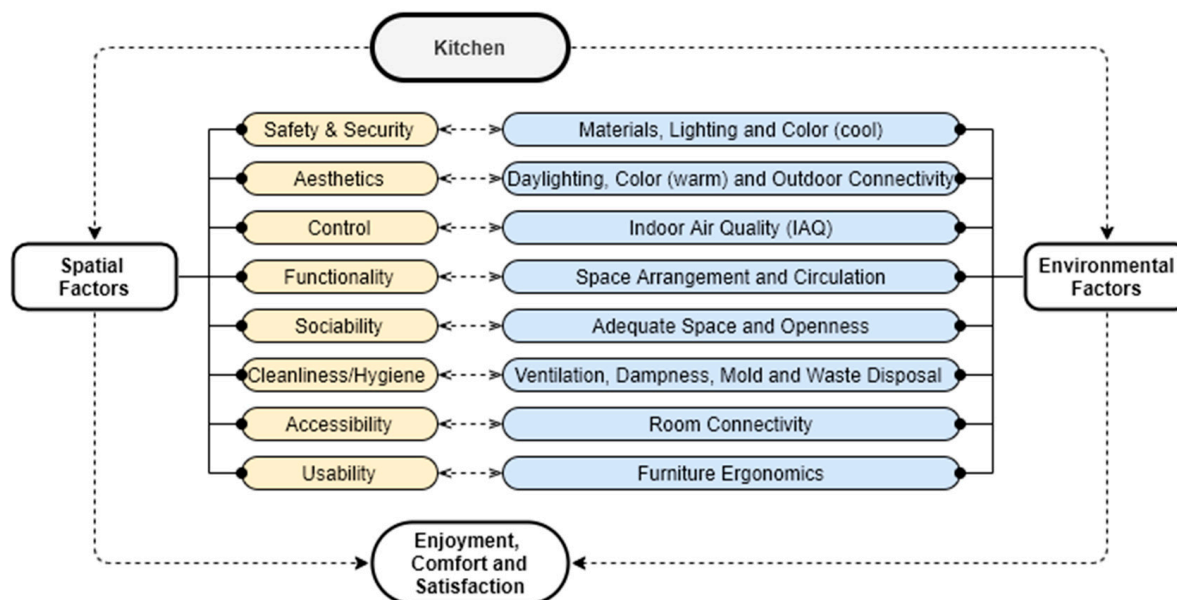 Kitchen
Safety & Security
Materials, Lighting and Color (cool)
Aesthetics
Daylighting, Color (warm) and Outdoor Connectivity
Control
Indoor Air Quality (IAQ)
Spatial
Factors
Functionality
Space Arrangement and Circulation
Environmental
Factors
Sociability
Adequate Space and Openness
Cleanliness/Hygiene
Ventilation, Dampness, Mold and Waste Disposal
Accessibility
Room Connectivity
Usability
Furniture Ergonomics
Enjoyment,
Comfort and
Satisfaction